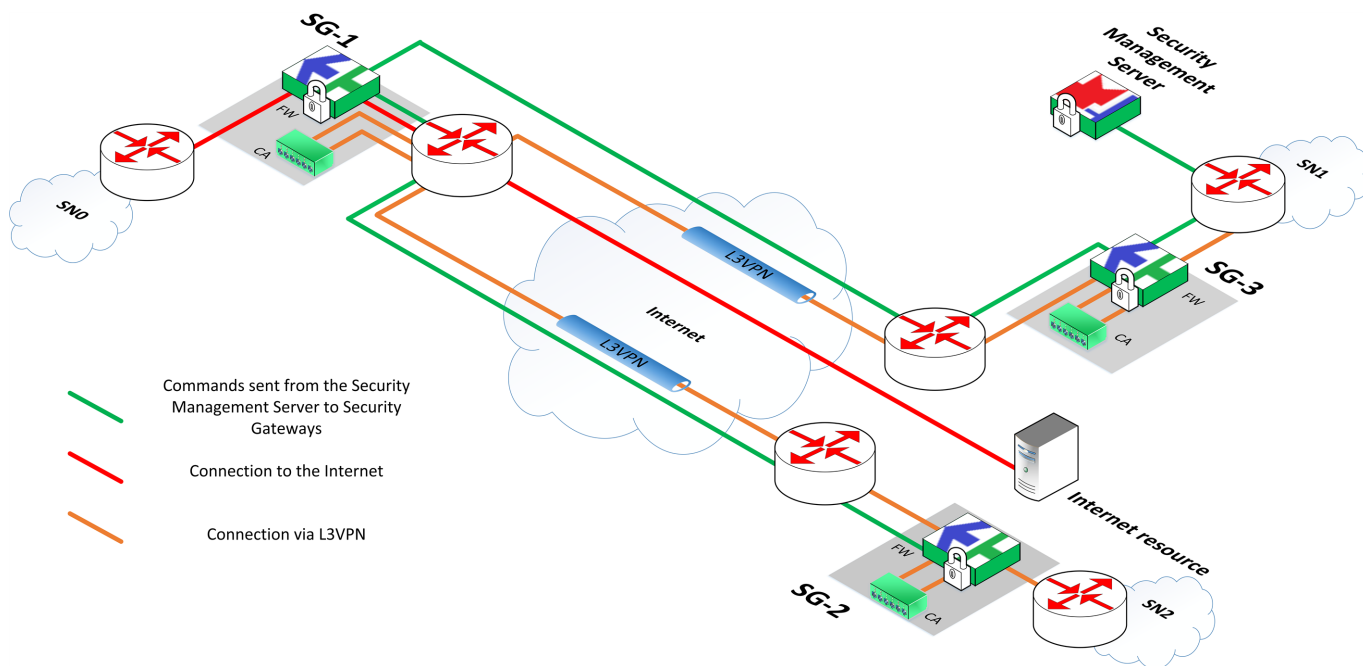 SG-1
FW
CA
SN0
Security
Management
Server
SN1
SG-3
FW
CA
L3VPN
Internet
L3VPN
Commands sent from the Security
Management Server to Security
Gateways
Connection to the Internet
Connection via L3VPN
Internet resource
FW
CA
SG-2
SN2